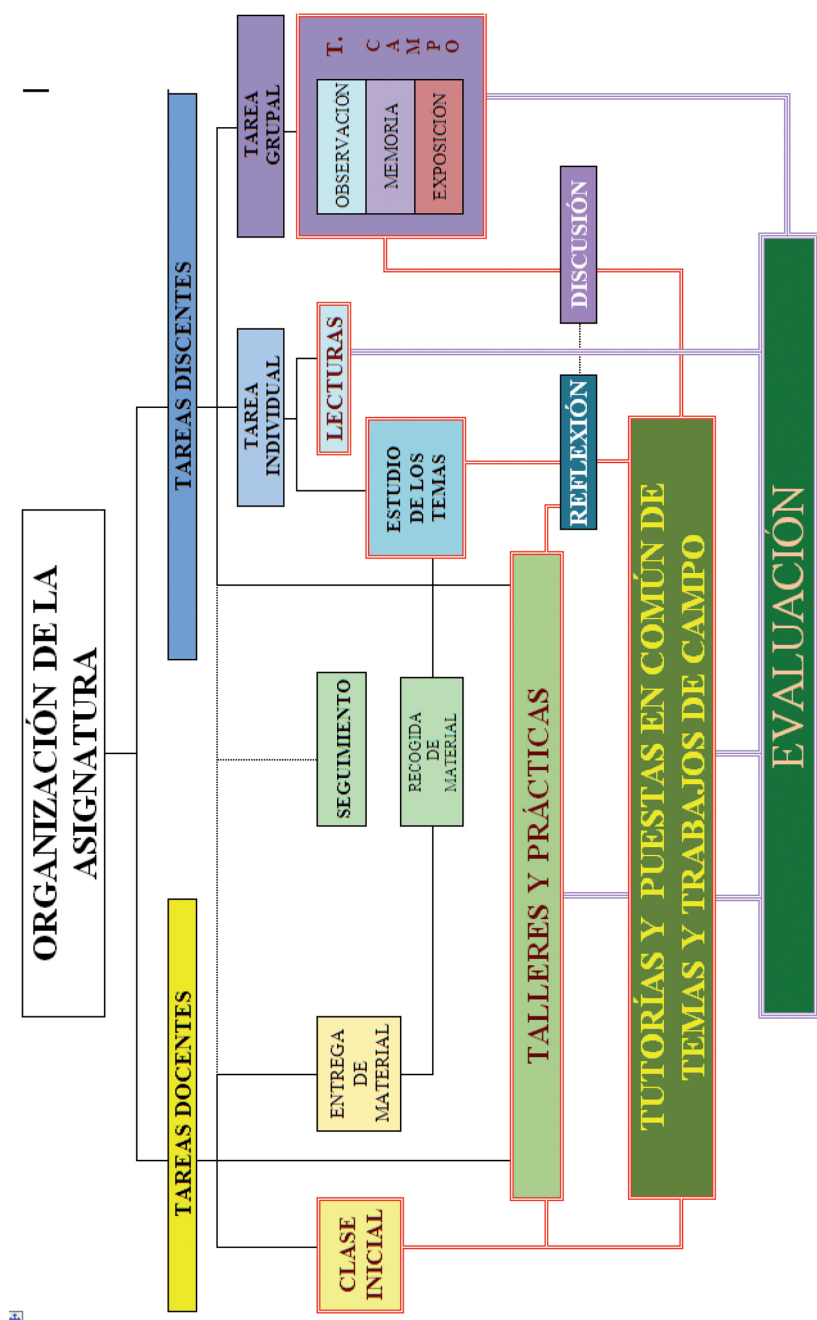 ORGANIZACIÓN DE LA
ASIGNATURA
TAREAS DOCENTES
TAREAS DISCENTES
TAREA
INDIVIDUAL
TAREA
GRUPAL
CLASE
INICIAL
ENTREGA
DE
MATERIAL
SEGUIMIENTO
RECOGIDA
DE
MATERIAL
ESTUDIO
DE LOS
TEMAS
LECTURAS
OBSERVACIÓN
MEMORIA
EXPOSICIÓN
T.
C
A
M
P
O
TALLERES Y PRÁCTICAS
REFLEXIÓN
DISCUSIÓN
TUTORÍAS Y PUESTAS EN COMÚN DE
TEMAS Y TRABAJOS DE CAMPO
EVALUACIÓN